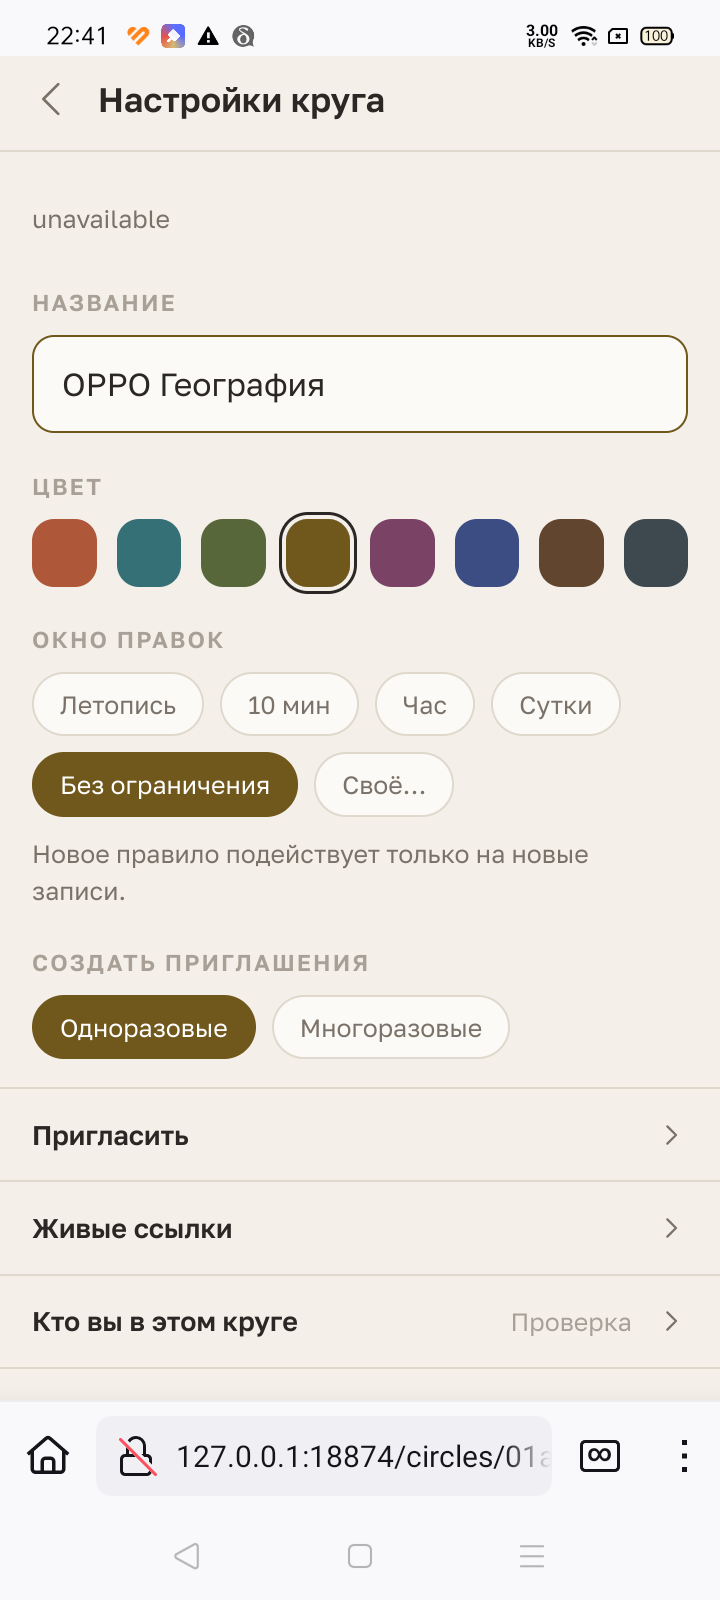 22:41
3.00
KB/S
100
Настройки круга
unavailable
НАЗВАНИЕ
OPPO География
ЦВЕТ
ОКНО ПРАВОК
Летопись
10 мин
Час
Сутки
Без ограничения
Своё...
Новое правило подействует только на новые
записи.
СОЗДАТЬ ПРИГЛАШЕНИЯ
Одноразовые
Многоразовые
Пригласить
Живые ссылки
Кто вы в этом круге
Проверка
127.0.0.1:18874/circles/01a